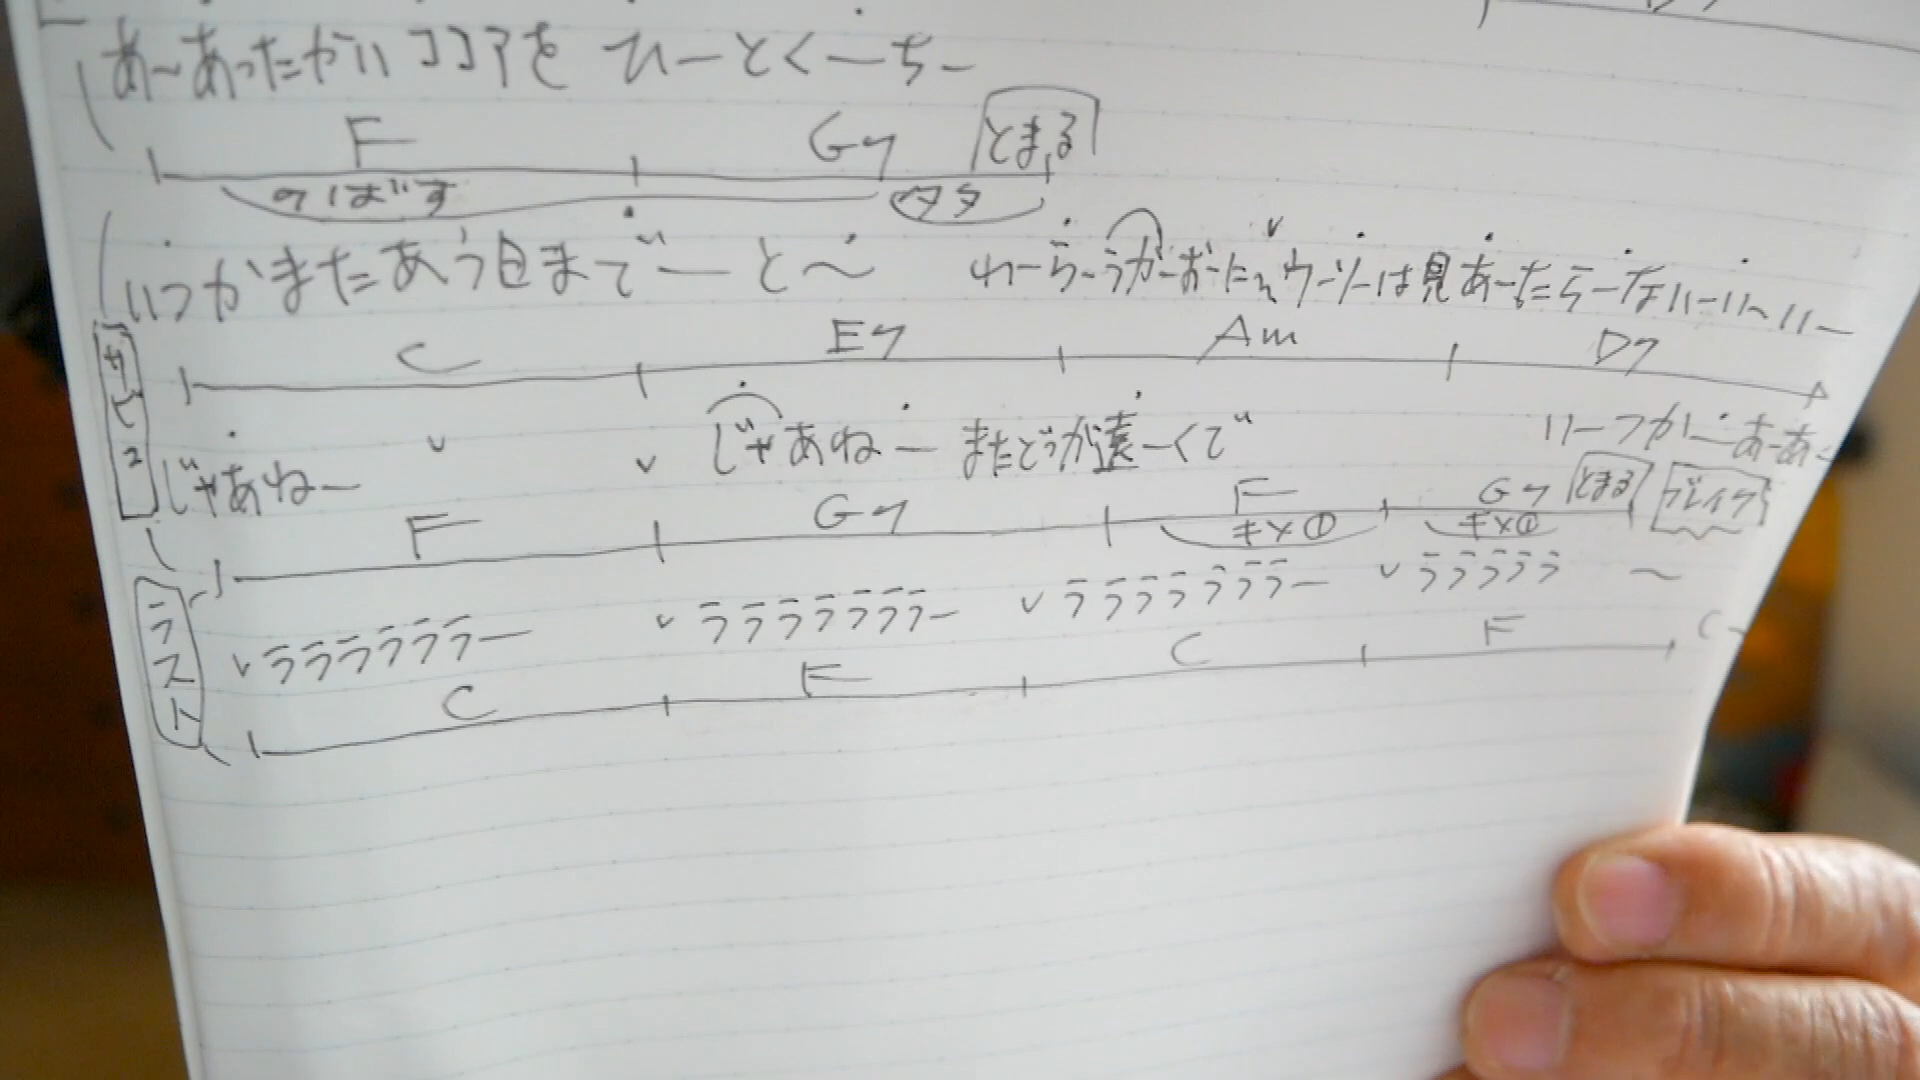 あ〜あったかいココアを ひーとくーちー
F G7 とまる
のばす タタ
いつかまたあう日まで――と〜 わーらーうかーおーたえ ウーソーは見あーたらーないーいーいー
C E7 Am D7
サビ2
じゃあねー じゃあねー またどっか遠ーくで いーつかーあーあー
F G7 F G7 とまる ブレイク
キメ① キメ①
ラスト
ララララララー ラララララララー ラララララララー ラララララ 〜
C F C F C